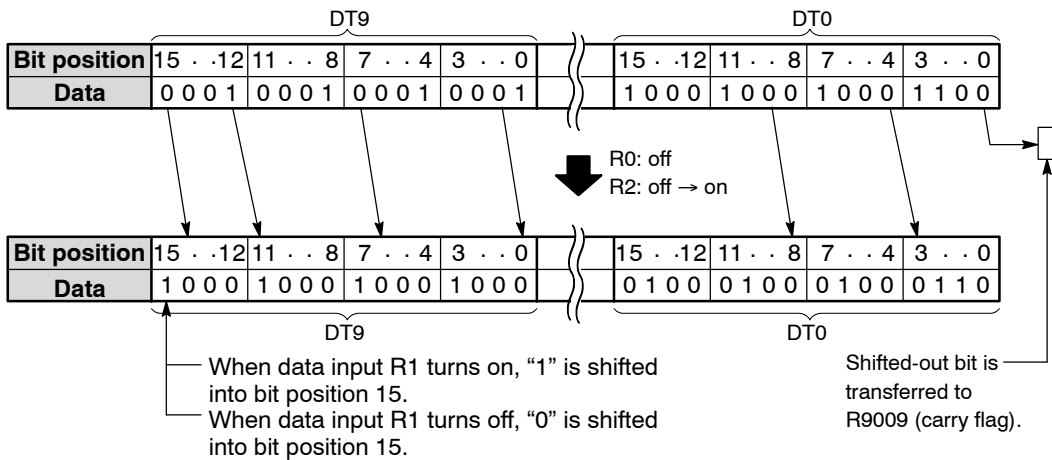 DT9 DT0
Bit position 15 · · 12 11 · · 8 7 · · 4 3 · · 0 15 · · 12 11 · · 8 7 · · 4 3 · · 0
Data 0 0 0 1 0 0 0 1 0 0 0 1 0 0 0 1 1 0 0 0 1 0 0 0 1 0 0 0 1 1 0 0
R0: off
R2: off → on
Bit position 15 · · 12 11 · · 8 7 · · 4 3 · · 0 15 · · 12 11 · · 8 7 · · 4 3 · · 0
Data 1 0 0 0 1 0 0 0 1 0 0 0 1 0 0 0 0 1 0 0 0 1 0 0 0 1 0 0 0 1 1 0
DT9 DT0
When data input R1 turns on, “1” is shifted
into bit position 15.
When data input R1 turns off, “0” is shifted
into bit position 15.
Shifted-out bit is
transferred to
R9009 (carry flag).